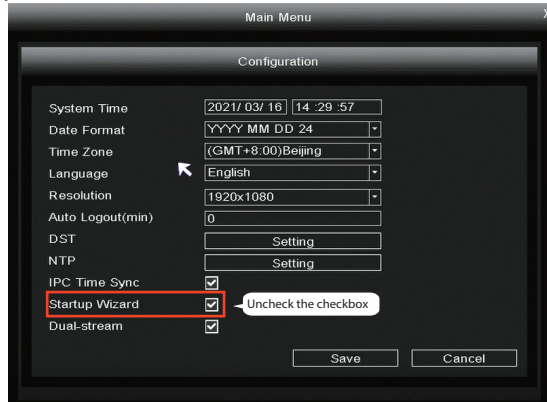 Main Menu
X
Configuration
System Time 2021/ 03/ 16 14 :29 :57
Date Format YYYY MM DD 24
Time Zone (GMT+8:00)Beijing
Language English
Resolution 1920x1080
Auto Logout(min) 0
DST Setting
NTP Setting
IPC Time Sync
Startup Wizard Uncheck the checkbox
Dual-stream
Save Cancel